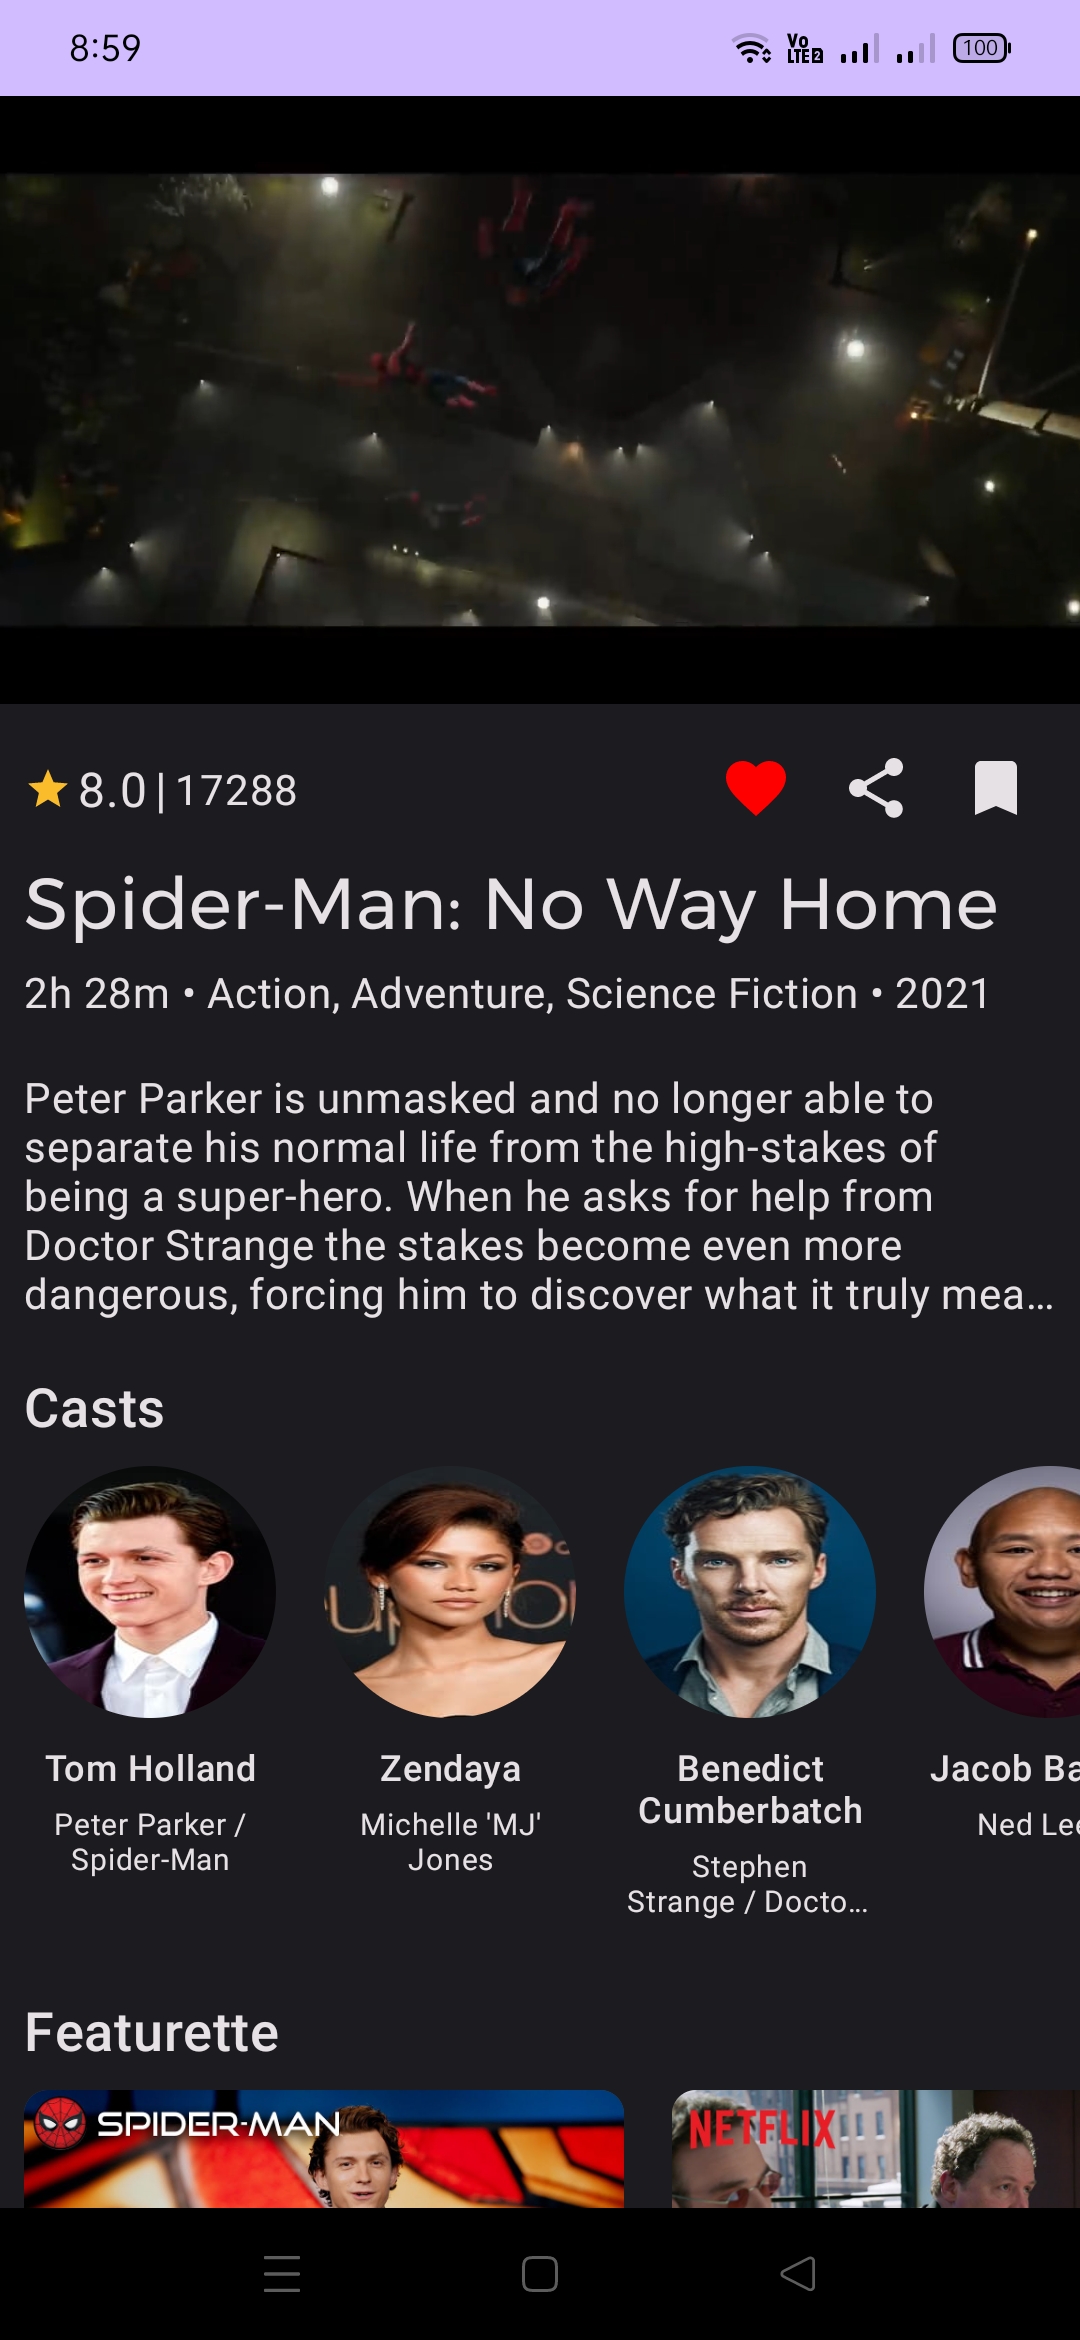 8:59
Vo
LTE 2
100
8.0 | 17288
Spider-Man: No Way Home
2h 28m • Action, Adventure, Science Fiction • 2021
Peter Parker is unmasked and no longer able to
separate his normal life from the high-stakes of
being a super-hero. When he asks for help from
Doctor Strange the stakes become even more
dangerous, forcing him to discover what it truly mea...
Casts
Tom Holland
Peter Parker /
Spider-Man
Zendaya
Michelle 'MJ'
Jones
Benedict
Cumberbatch
Stephen
Strange / Docto...
Jacob Ba
Ned Lee
Featurette
SPIDER-MAN
NETFLIX